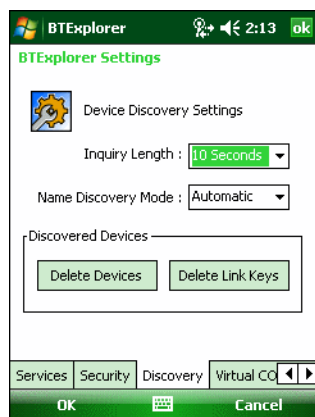 BTExplorer 2:13 ok
BTExplorer Settings
Device Discovery Settings
Inquiry Length : 10 Seconds
Name Discovery Mode : Automatic
Discovered Devices
Delete Devices Delete Link Keys
Services Security Discovery Virtual CO
OK Cancel